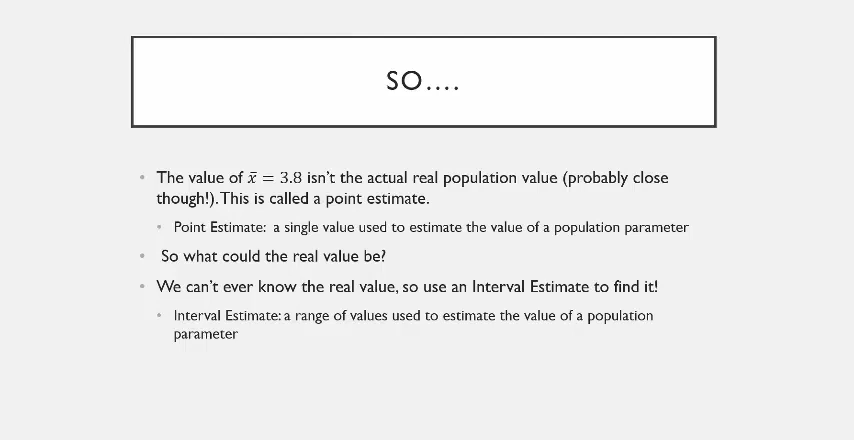 SO....
• The value of x̄ = 3.8 isn't the actual real population value (probably close
though!). This is called a point estimate.
• Point Estimate: a single value used to estimate the value of a population parameter
• So what could the real value be?
• We can't ever know the real value, so use an Interval Estimate to find it!
• Interval Estimate: a range of values used to estimate the value of a population
parameter